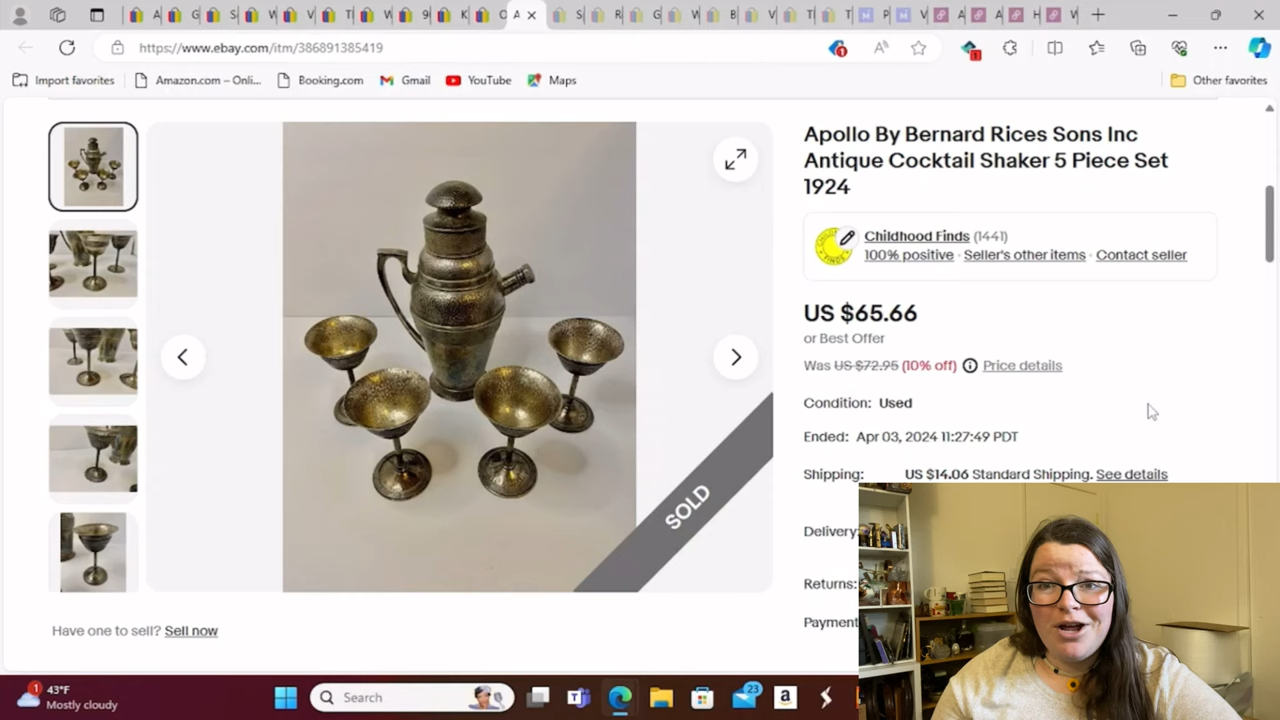 https://www.ebay.com/itm/386891385419
1
1
Import favorites
Amazon.com – Onli...
Booking.com
Gmail
YouTube
Maps
Other favorites
Apollo By Bernard Rices Sons Inc
Antique Cocktail Shaker 5 Piece Set
1924
Childhood Finds (1441)
100% positive · Seller's other items · Contact seller
US $65.66
or Best Offer
Was US $72.95 (10% off) Price details
Condition: Used
Ended: Apr 03, 2024 11:27:49 PDT
Shipping: US $14.06 Standard Shipping. See details
Delivery:
Returns:
Payment
SOLD
Have one to sell? Sell now
1
43°F
Mostly cloudy
Search
23